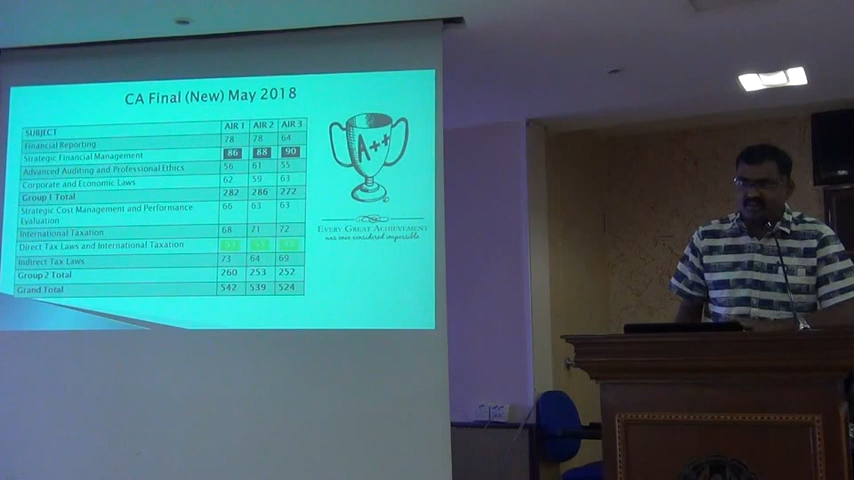 CA Final (New) May 2018
SUBJECT AIR 1 AIR 2 AIR 3
Financial Reporting 78 78 64
Strategic Financial Management 86 88 90
Advanced Auditing and Professional Ethics 56 61 55
Corporate and Economic Laws 62 59 63
Group 1 Total 282 286 272
Strategic Cost Management and Performance 66 63 63
Evaluation
International Taxation 68 71 72
Direct Tax Laws and International Taxation 53
Indirect Tax Laws 73 64 69
Group 2 Total 260 253 252
Grand Total 542 539 524
A++
EVERY GREAT ACHIEVEMENT
was once considered impossible